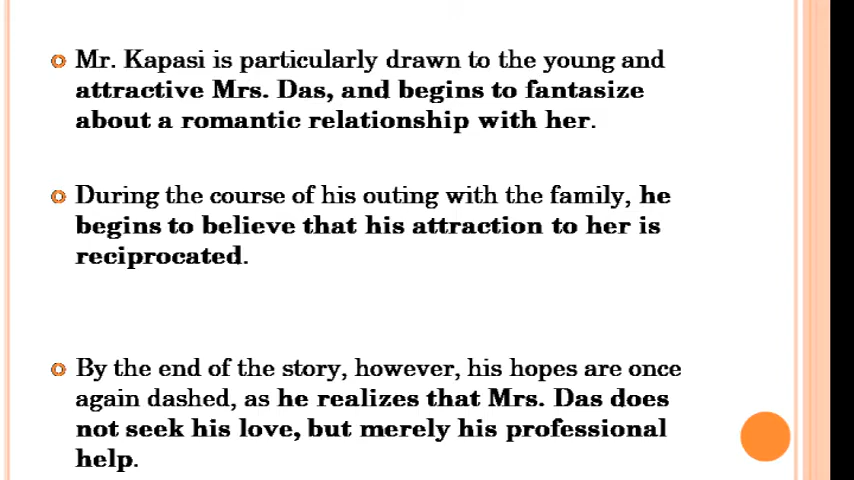 Mr. Kapasi is particularly drawn to the young and
attractive Mrs. Das, and begins to fantasize
about a romantic relationship with her.
During the course of his outing with the family, he
begins to believe that his attraction to her is
reciprocated.
By the end of the story, however, his hopes are once
again dashed, as he realizes that Mrs. Das does
not seek his love, but merely his professional
help.